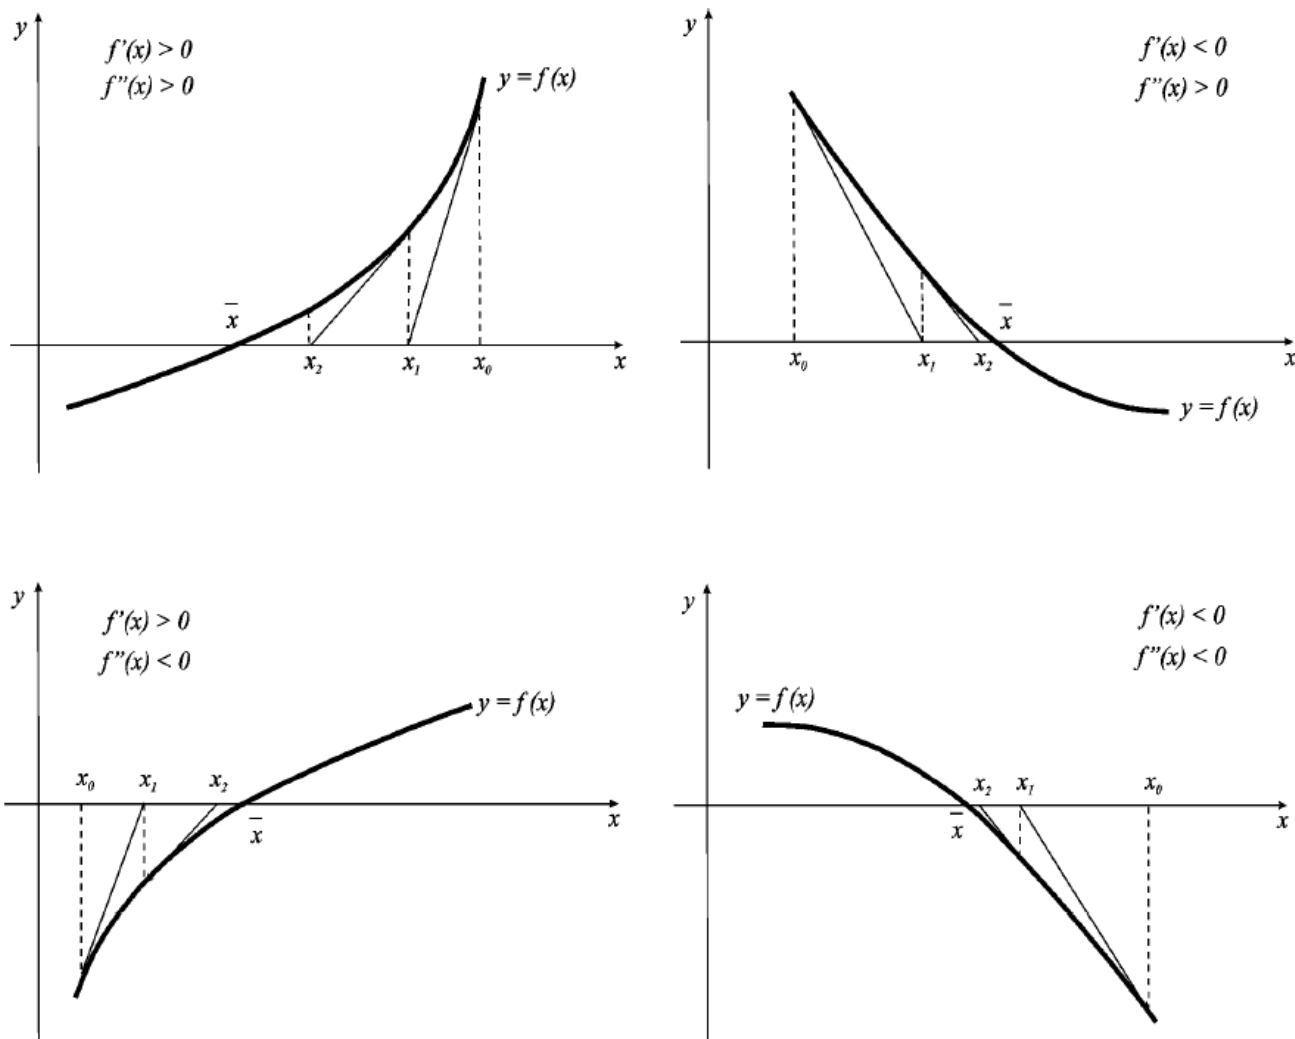 y
f'(x) > 0
f''(x) > 0
y = f(x)
x̄
x₂
x₁
x₀
x
y
f'(x) < 0
f''(x) > 0
x̄
x₀
x₁
x₂
x
y = f(x)
y
f'(x) > 0
f''(x) < 0
y = f(x)
x₀
x₁
x₂
x̄
x
y
f'(x) < 0
f''(x) < 0
y = f(x)
x₂
x₁
x₀
x̄
x